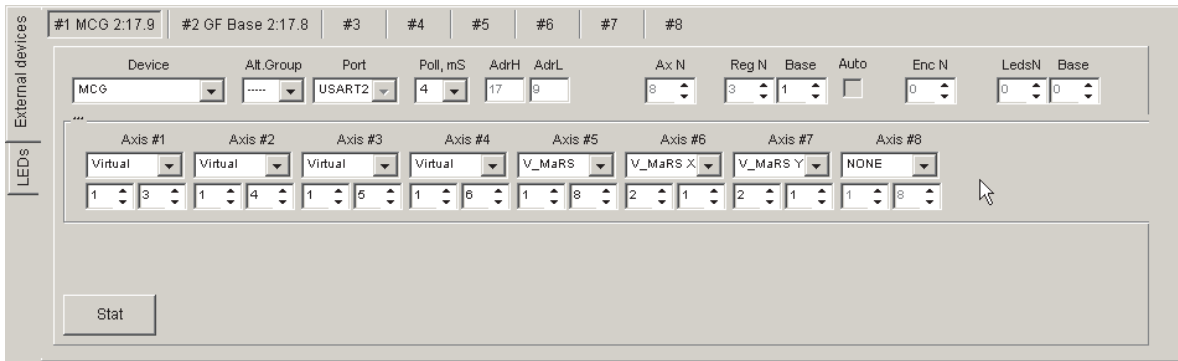 External devices
LEDs
#1 MCG 2:17.9 #2 GF Base 2:17.8 #3 #4 #5 #6 #7 #8
Device Alt.Group Port Poll, mS AdrH AdrL Ax N Reg N Base Auto Enc N LedsN Base
MCG ----- USART2 4 17 9 8 3 1 0 0 0
...
Axis #1 Axis #2 Axis #3 Axis #4 Axis #5 Axis #6 Axis #7 Axis #8
Virtual Virtual Virtual Virtual V_MaRS V_MaRS X V_MaRS Y NONE
1 3 1 4 1 5 1 6 1 8 2 1 2 1 1 8
Stat